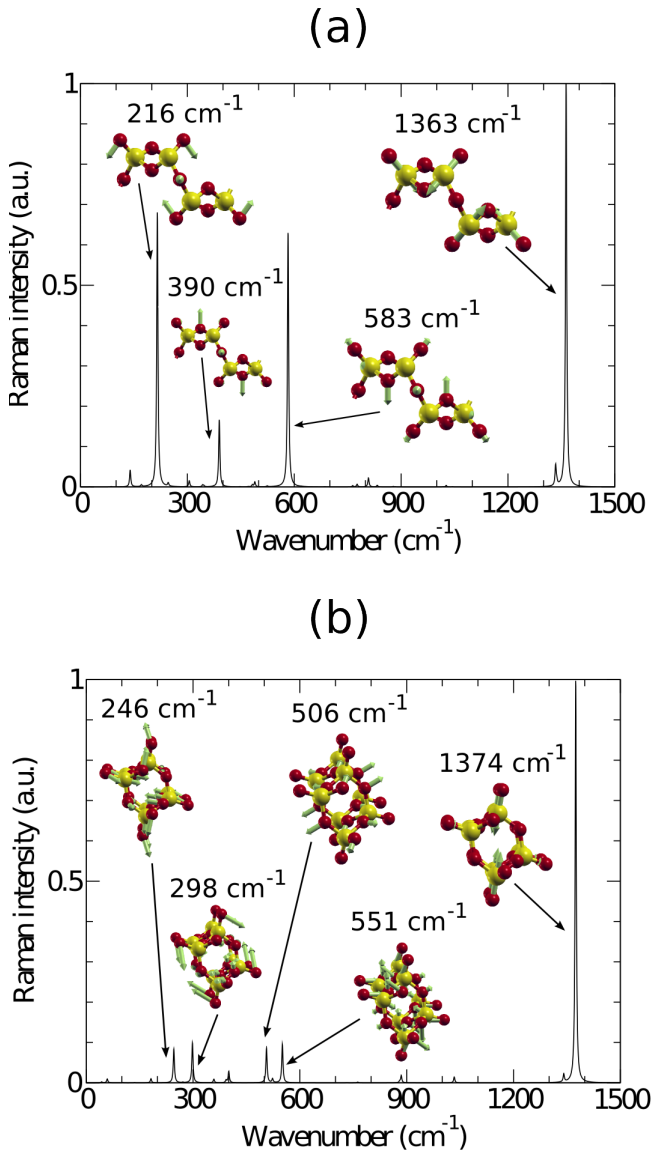 (a)
1
216 cm-1
1363 cm-1
390 cm-1
583 cm-1
0.5
Raman intensity (a.u.)
0
0 300 600 900 1200 1500
Wavenumber (cm-1)
(b)
1
246 cm-1
506 cm-1
1374 cm-1
298 cm-1
551 cm-1
0.5
Raman intensity (a.u.)
0
0 300 600 900 1200 1500
Wavenumber (cm-1)